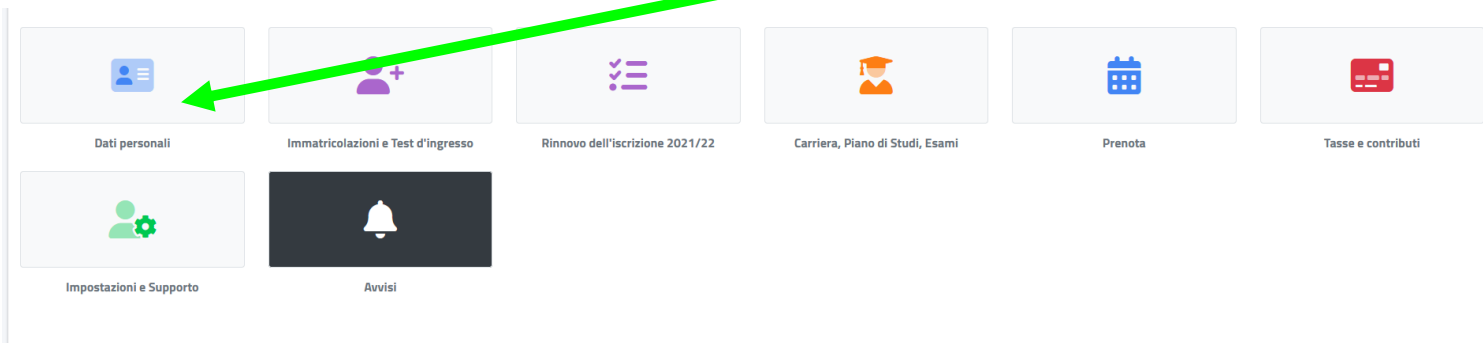 Dati personali
Immatricolazioni e Test d'ingresso
Rinnovo dell'iscrizione 2021/22
Carriera, Piano di Studi, Esami
Prenota
Tasse e contributi
Impostazioni e Supporto
Avvisi